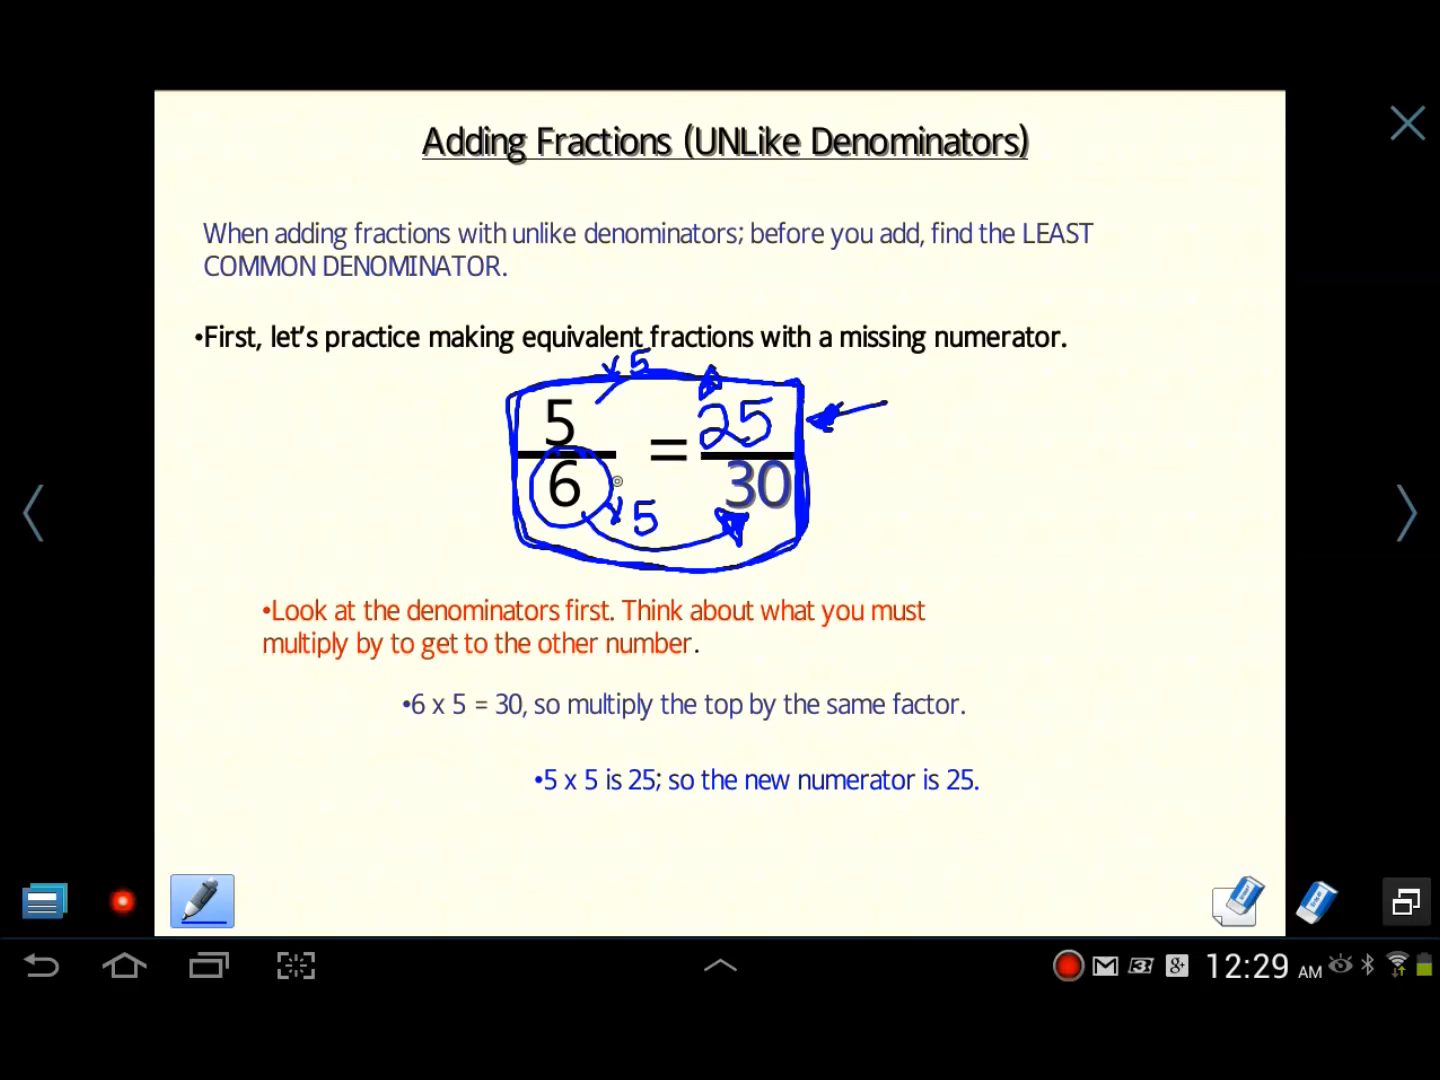 Adding Fractions (UNLike Denominators)
When adding fractions with unlike denominators; before you add, find the LEAST
COMMON DENOMINATOR.
•First, let's practice making equivalent fractions with a missing numerator.
x 5
5 = 25
6 30
x 5
•Look at the denominators first. Think about what you must
multiply by to get to the other number.
•6 x 5 = 30, so multiply the top by the same factor.
•5 x 5 is 25; so the new numerator is 25.
12:29 AM